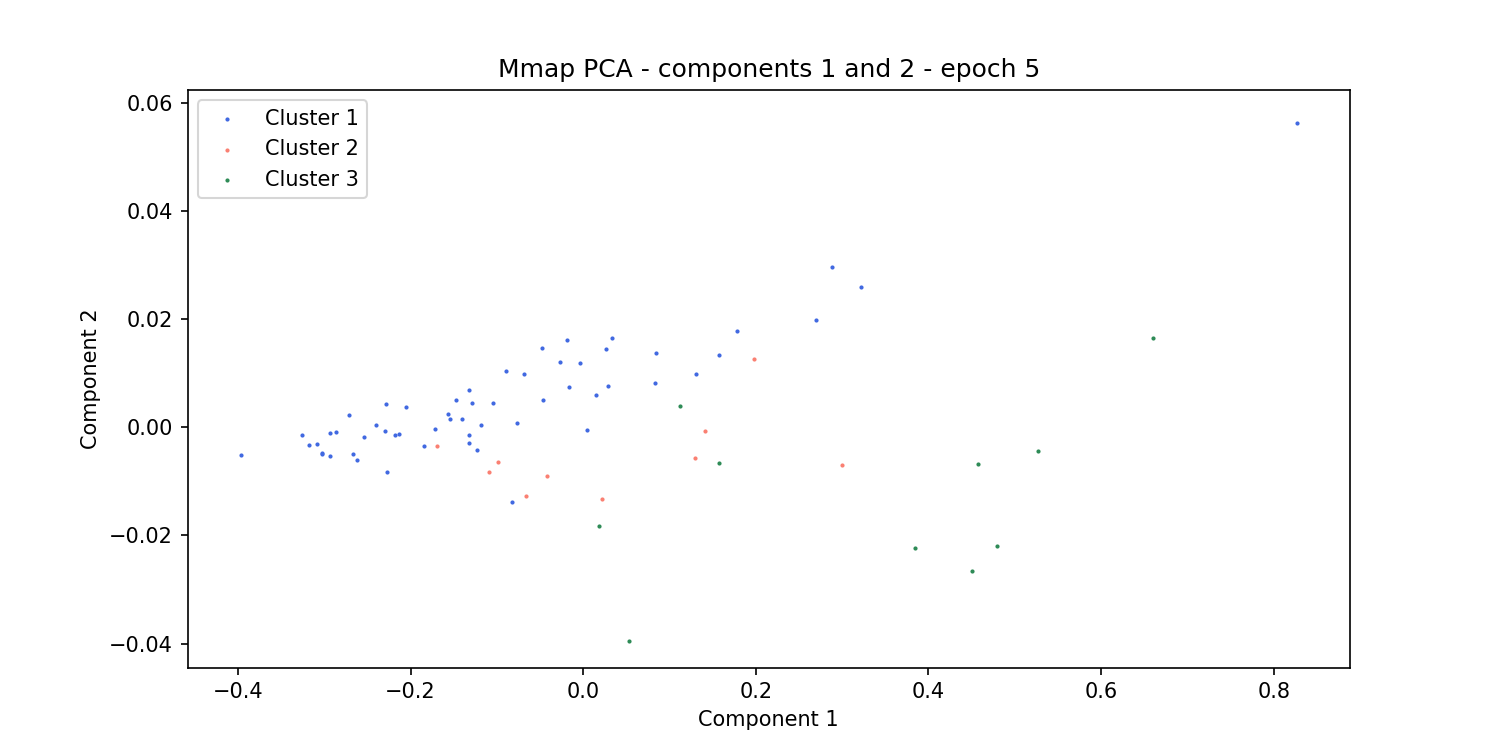 Mmap PCA - components 1 and 2 - epoch 5
Cluster 1
Cluster 2
Cluster 3
0.06
0.04
0.02
0.00
−0.02
−0.04
Component 2
−0.4
−0.2
0.0
0.2
0.4
0.6
0.8
Component 1